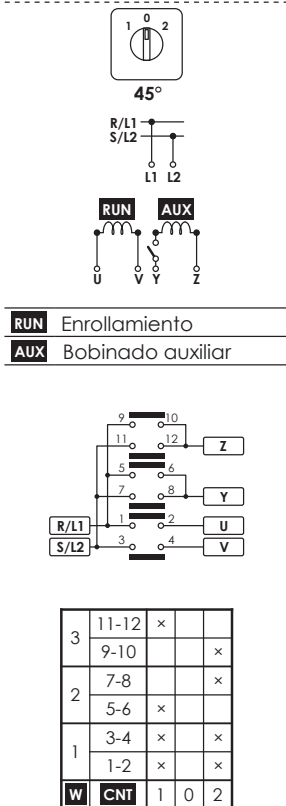 0
1 2
45°
R/L1
S/L2
L1 L2
RUN AUX
U V Y Z
RUN Enrollamiento
AUX Bobinado auxiliar
9 10
11 12 Z
5 6
7 8 Y
R/L1 1 2 U
S/L2 3 4 V
3 11-12 ×
9-10 ×
2 7-8 ×
5-6 ×
1 3-4 × ×
1-2 × ×
W CNT 1 0 2